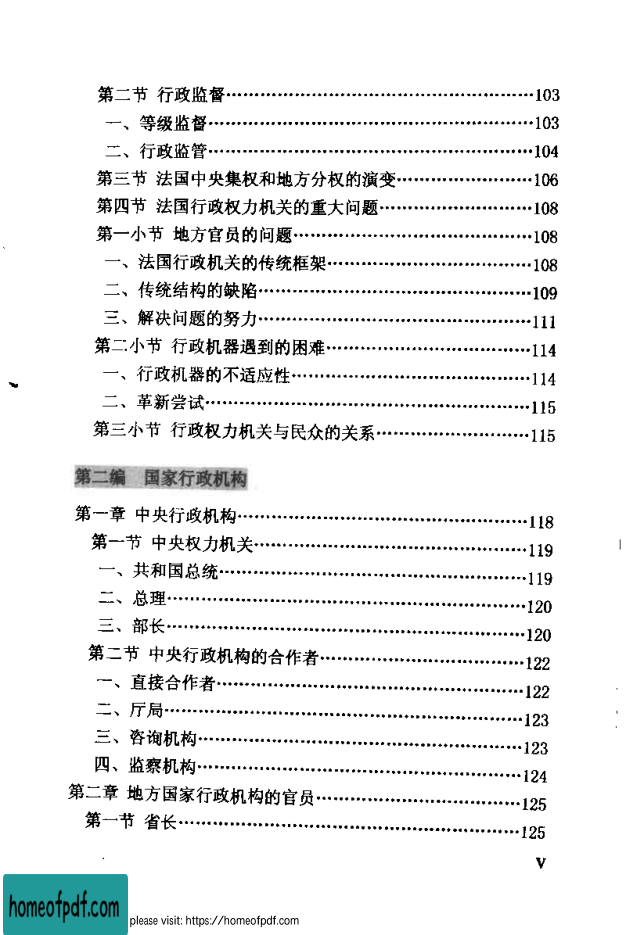 第二节 行政监督……103
一、等级监督……103
二、行政监管……104
第三节 法国中央集权和地方分权的演变……106
第四节 法国行政权力机关的重大问题……108
第一小节 地方官员的问题……108
一、法国行政机关的传统框架……108
二、传统结构的缺陷……109
三、解决问题的努力……111
第二小节 行政机器遇到的困难……114
一、行政机器的不适应性……114
二、革新尝试……115
第三小节 行政权力机关与民众的关系……115
第二编 国家行政机构
第一章 中央行政机构……118
第一节 中央权力机关……119
一、共和国总统……119
二、总理……120
三、部长……120
第二节 中央行政机构的合作者……122
一、直接合作者……122
二、厅局……123
三、咨询机构……123
四、监察机构……124
第二章 地方国家行政机构的官员……125
第一节 省长……125
V
homeofpdf.com
please visit: https://homeofpdf.com